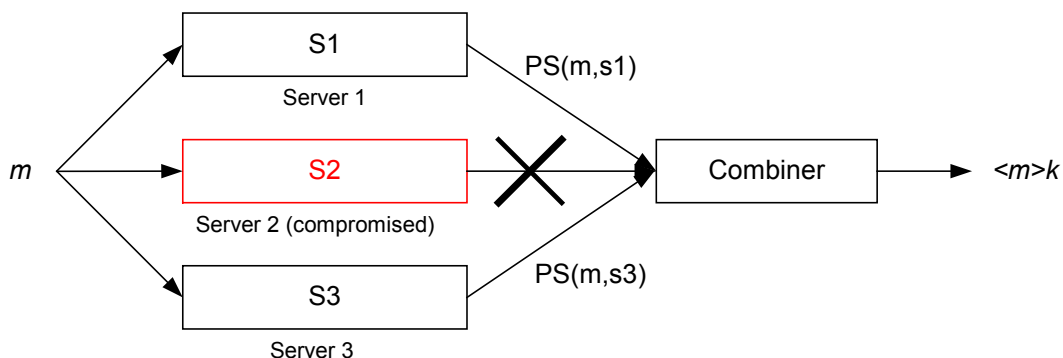 S1
PS(m,s1)
Server 1
m
S2
Combiner
<m>k
Server 2 (compromised)
PS(m,s3)
S3
Server 3